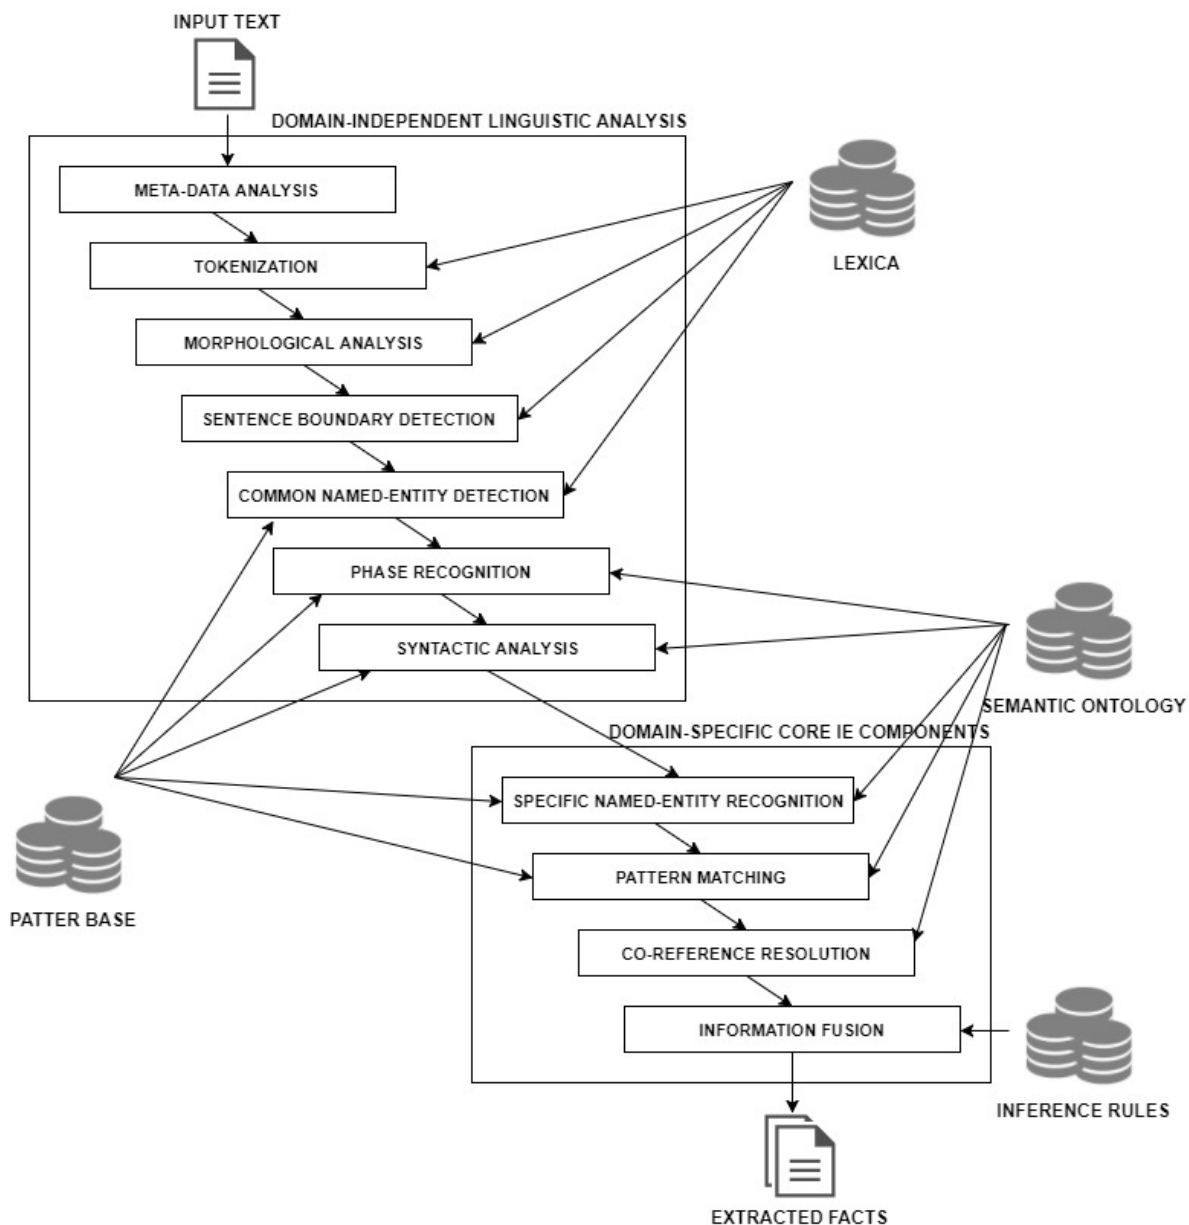 INPUT TEXT
DOMAIN-INDEPENDENT LINGUISTIC ANALYSIS
META-DATA ANALYSIS
TOKENIZATION
LEXICA
MORPHOLOGICAL ANALYSIS
SENTENCE BOUNDARY DETECTION
COMMON NAMED-ENTITY DETECTION
PHASE RECOGNITION
SYNTACTIC ANALYSIS
SEMANTIC ONTOLOGY
DOMAIN-SPECIFIC CORE IE COMPONENTS
SPECIFIC NAMED-ENTITY RECOGNITION
PATTERN MATCHING
PATTER BASE
CO-REFERENCE RESOLUTION
INFORMATION FUSION
INFERENCE RULES
EXTRACTED FACTS